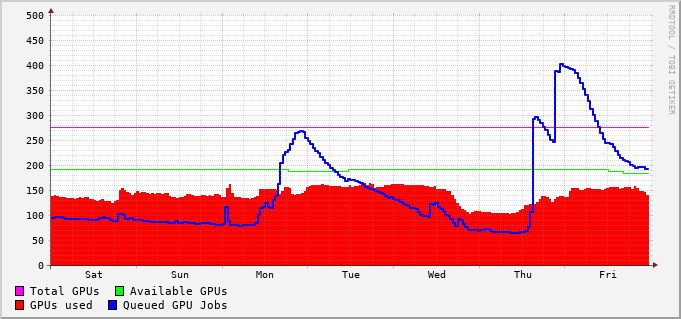 RRDTOOL / TOBI OETIKER
500
450
400
350
300
250
200
150
100
50
0
Sat Sun Mon Tue Wed Thu Fri
Total GPUs Available GPUs
GPUs used Queued GPU Jobs